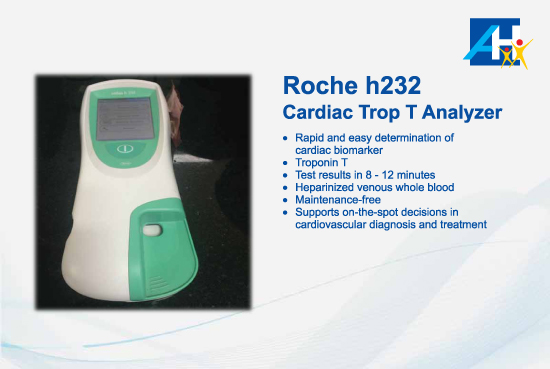 AH
Roche h232
Cardiac Trop T Analyzer
• Rapid and easy determination of
cardiac biomarker
• Troponin T
• Test results in 8 - 12 minutes
• Heparinized venous whole blood
• Maintenance-free
• Supports on-the-spot decisions in
cardiovascular diagnosis and treatment